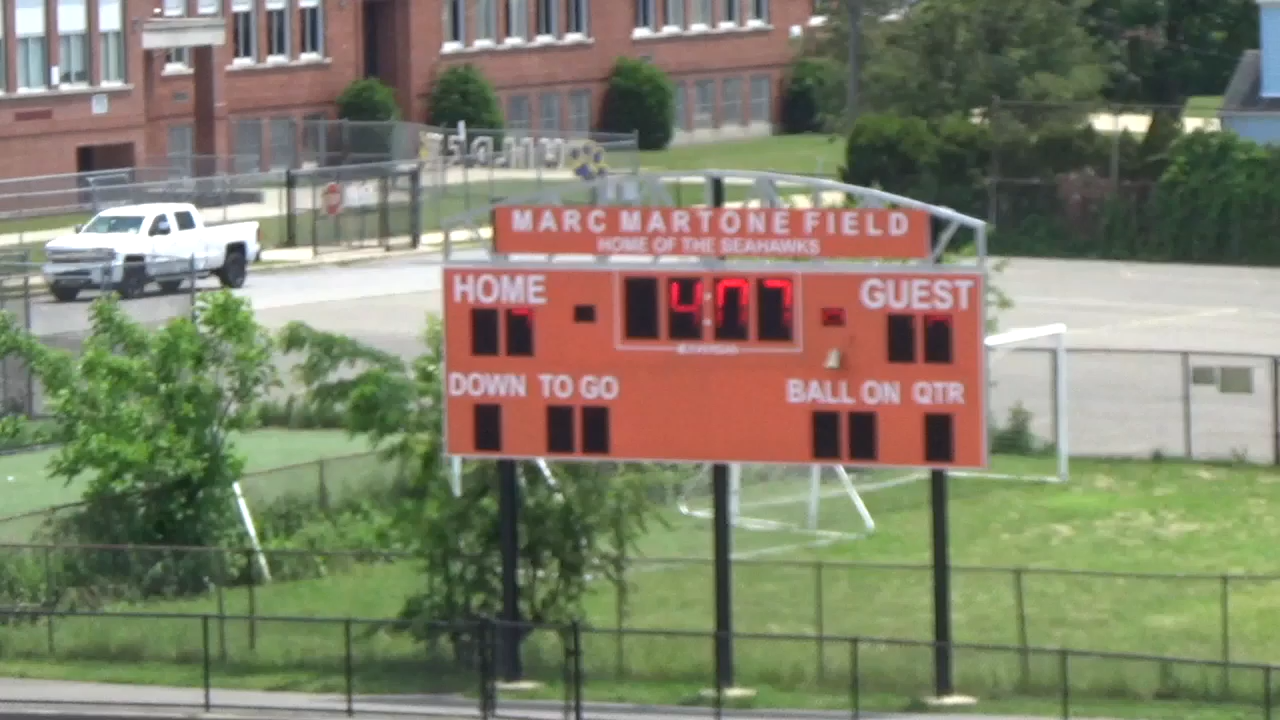 MARC MARTONE FIELD
HOME OF THE SEAHAWKS
HOME 4:07 GUEST
DOWN TO GO BALL ON QTR